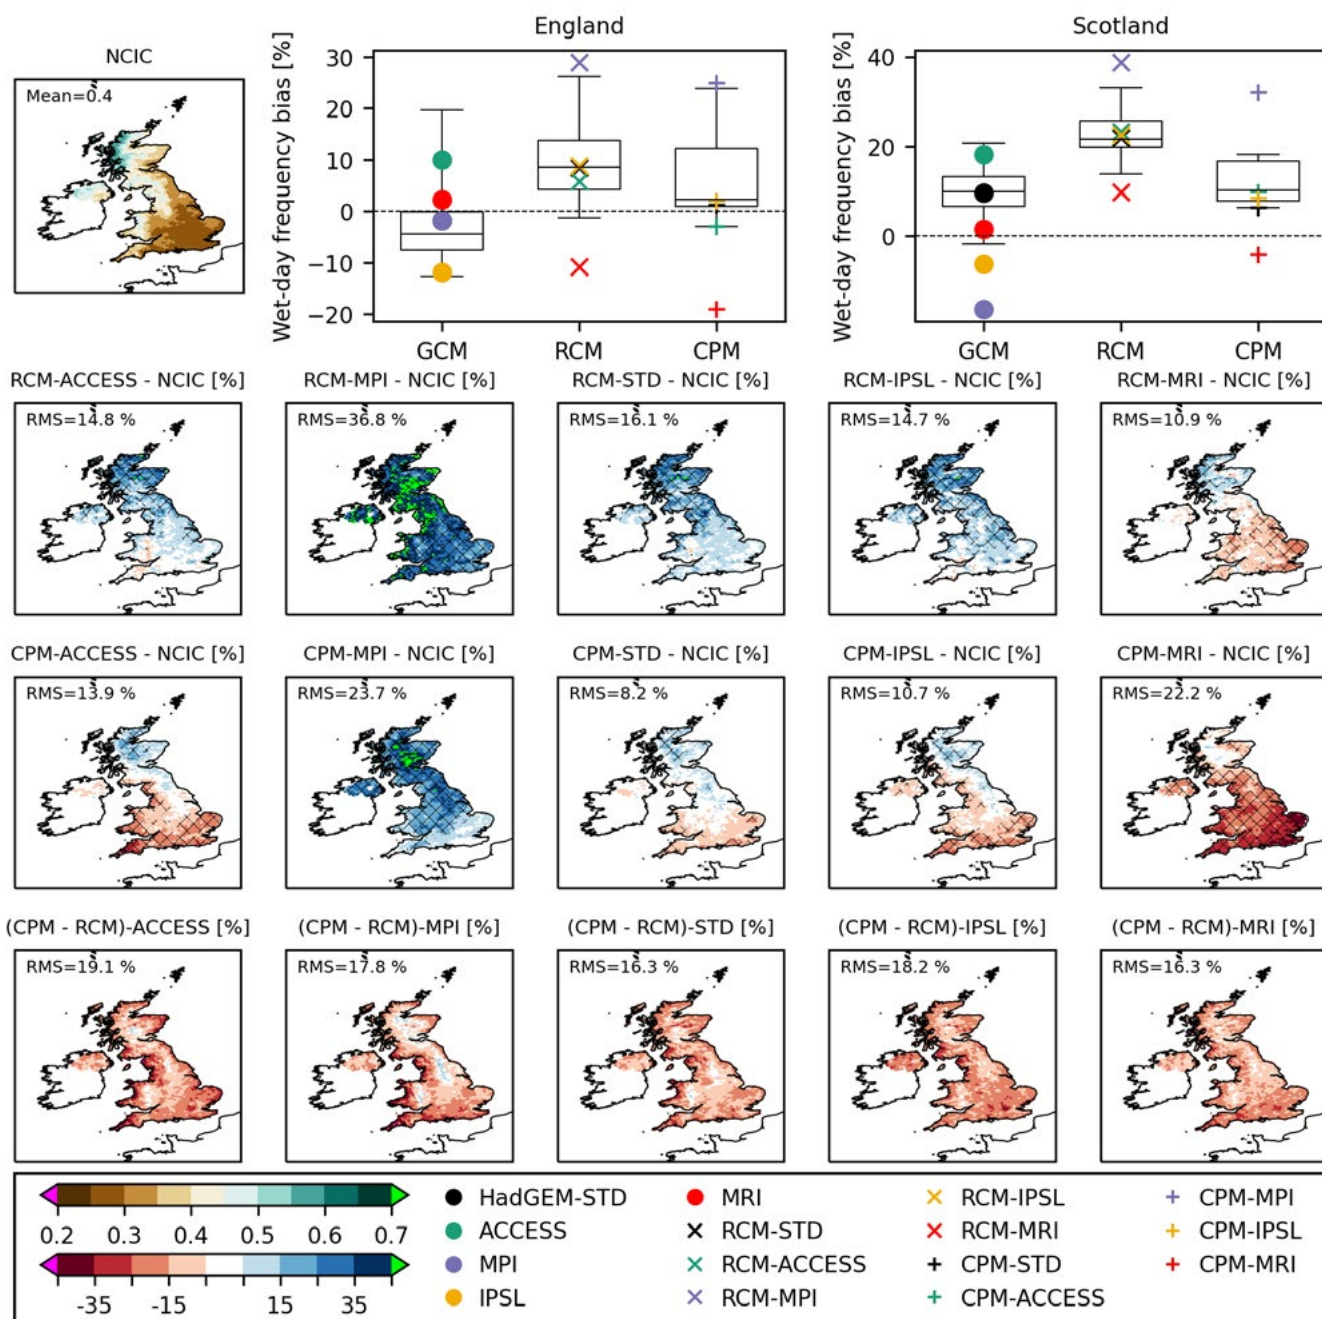 NCIC
Mean=0.4
England
Wet-day frequency bias [%]
30
20
10
0
−10
−20
GCM
RCM
CPM
Scotland
Wet-day frequency bias [%]
40
20
0
GCM
RCM
CPM
RCM-ACCESS - NCIC [%]
RMS=14.8 %
RCM-MPI - NCIC [%]
RMS=36.8 %
RCM-STD - NCIC [%]
RMS=16.1 %
RCM-IPSL - NCIC [%]
RMS=14.7 %
RCM-MRI - NCIC [%]
RMS=10.9 %
CPM-ACCESS - NCIC [%]
RMS=13.9 %
CPM-MPI - NCIC [%]
RMS=23.7 %
CPM-STD - NCIC [%]
RMS=8.2 %
CPM-IPSL - NCIC [%]
RMS=10.7 %
CPM-MRI - NCIC [%]
RMS=22.2 %
(CPM - RCM)-ACCESS [%]
RMS=19.1 %
(CPM - RCM)-MPI [%]
RMS=17.8 %
(CPM - RCM)-STD [%]
RMS=16.3 %
(CPM - RCM)-IPSL [%]
RMS=18.2 %
(CPM - RCM)-MRI [%]
RMS=16.3 %
0.2 0.3 0.4 0.5 0.6 0.7
-35 -15 15 35
HadGEM-STD
ACCESS
MPI
IPSL
MRI
RCM-STD
RCM-ACCESS
RCM-MPI
RCM-IPSL
RCM-MRI
CPM-STD
CPM-ACCESS
CPM-MPI
CPM-IPSL
CPM-MRI